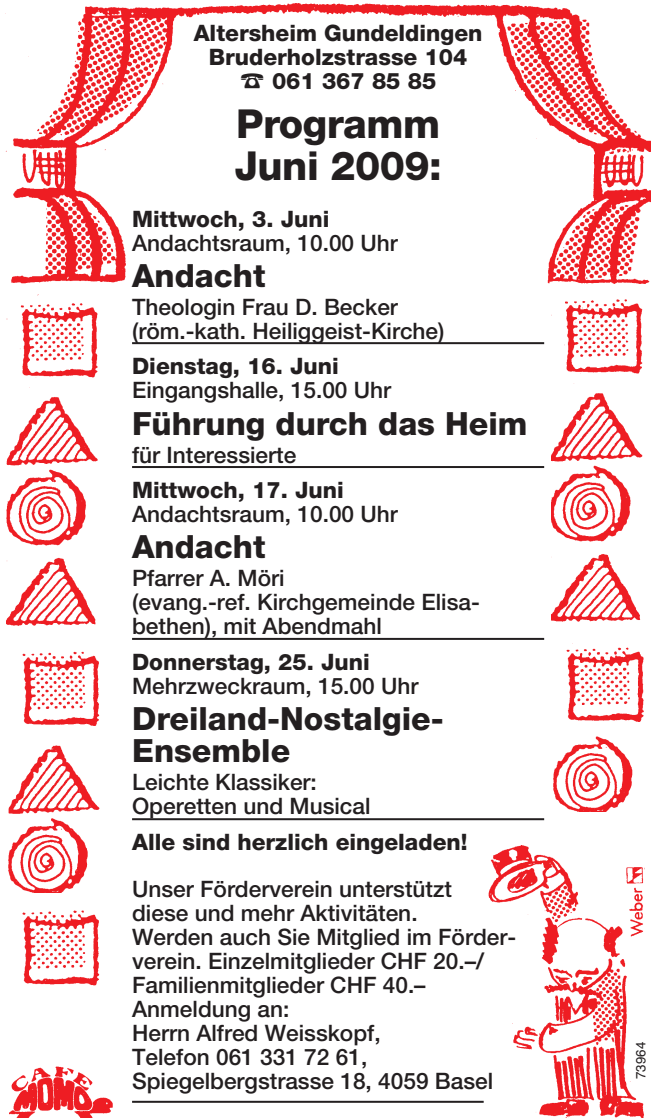 Altersheim Gundeldingen
Bruderholzstrasse 104
☎ 061 367 85 85
Programm
Juni 2009:
Mittwoch, 3. Juni
Andachtsraum, 10.00 Uhr
Andacht
Theologin Frau D. Becker
(röm.-kath. Heiliggeist-Kirche)
Dienstag, 16. Juni
Eingangshalle, 15.00 Uhr
Führung durch das Heim
für Interessierte
Mittwoch, 17. Juni
Andachtsraum, 10.00 Uhr
Andacht
Pfarrer A. Möri
(evang.-ref. Kirchgemeinde Elisa-
bethen), mit Abendmahl
Donnerstag, 25. Juni
Mehrzweckraum, 15.00 Uhr
Dreiland-Nostalgie-
Ensemble
Leichte Klassiker:
Operetten und Musical
Alle sind herzlich eingeladen!
Unser Förderverein unterstützt
diese und mehr Aktivitäten.
Werden auch Sie Mitglied im Förder-
verein. Einzelmitglieder CHF 20.–/
Familienmitglieder CHF 40.–
Anmeldung an:
Herrn Alfred Weisskopf,
Telefon 061 331 72 61,
Spiegelbergstrasse 18, 4059 Basel
CAFE
MOMO
Weber
73964